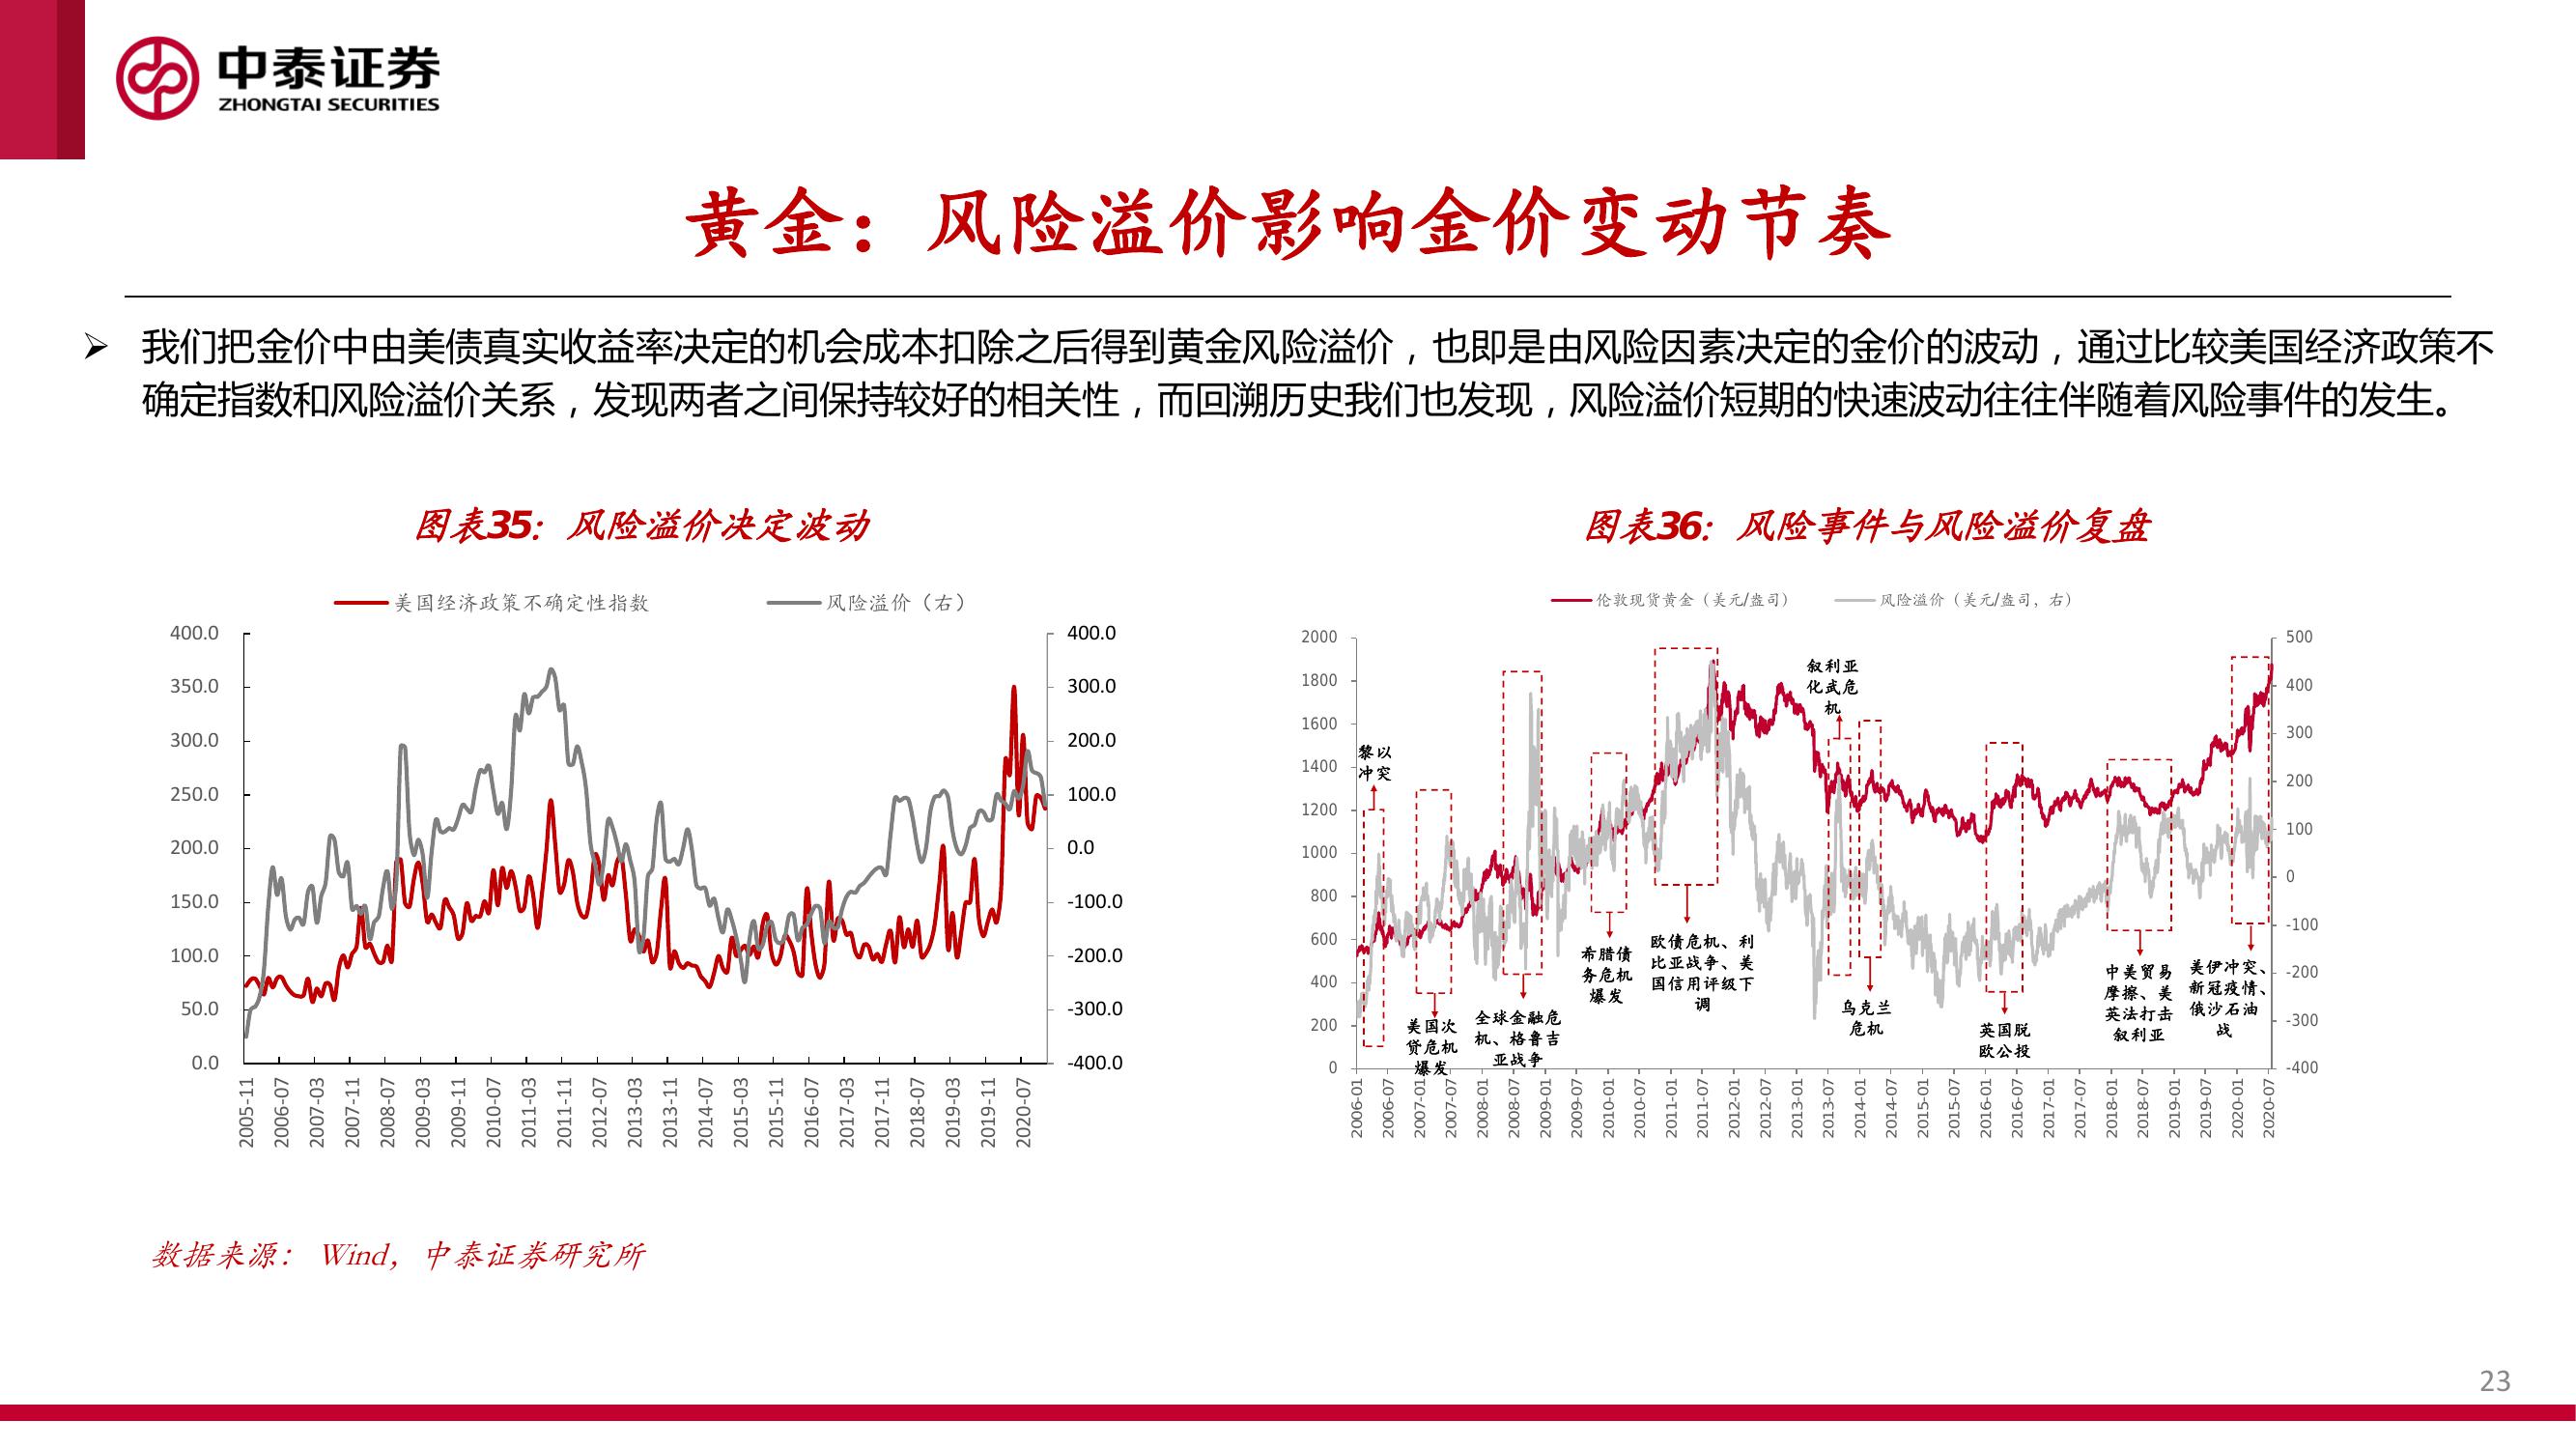 中泰证券
ZHONGTAI SECURITIES
黄金：风险溢价影响金价变动节奏
➢ 我们把金价中由美债真实收益率决定的机会成本扣除之后得到黄金风险溢价，也即是由风险因素决定的金价的波动，通过比较美国经济政策不
确定指数和风险溢价关系，发现两者之间保持较好的相关性，而回溯历史我们也发现，风险溢价短期的快速波动往往伴随着风险事件的发生。
图表35：风险溢价决定波动
美国经济政策不确定性指数
风险溢价（右）
400.0
350.0
300.0
250.0
200.0
150.0
100.0
50.0
0.0
400.0
300.0
200.0
100.0
0.0
-100.0
-200.0
-300.0
-400.0
2005-11
2006-07
2007-03
2007-11
2008-07
2009-03
2009-11
2010-07
2011-03
2011-11
2012-07
2013-03
2013-11
2014-07
2015-03
2015-11
2016-07
2017-03
2017-11
2018-07
2019-03
2019-11
2020-07
图表36：风险事件与风险溢价复盘
伦敦现货黄金（美元/盎司）
风险溢价（美元/盎司，右）
2000
1800
1600
1400
1200
1000
800
600
400
200
0
500
400
300
200
100
0
-100
-200
-300
-400
黎以
冲突
美国次
贷危机
爆发
全球金融危
机、格鲁吉
亚战争
希腊债
务危机
爆发
欧债危机、利
比亚战争、美
国信用评级下
调
叙利亚
化武危
机
乌克兰
危机
英国脱
欧公投
中美贸易
摩擦、美
英法打击
叙利亚
美伊冲突、
新冠疫情、
俄沙石油
战
2006-01
2006-07
2007-01
2007-07
2008-01
2008-07
2009-01
2009-07
2010-01
2010-07
2011-01
2011-07
2012-01
2012-07
2013-01
2013-07
2014-01
2014-07
2015-01
2015-07
2016-01
2016-07
2017-01
2017-07
2018-01
2018-07
2019-01
2019-07
2020-01
2020-07
数据来源： Wind，中泰证券研究所
23